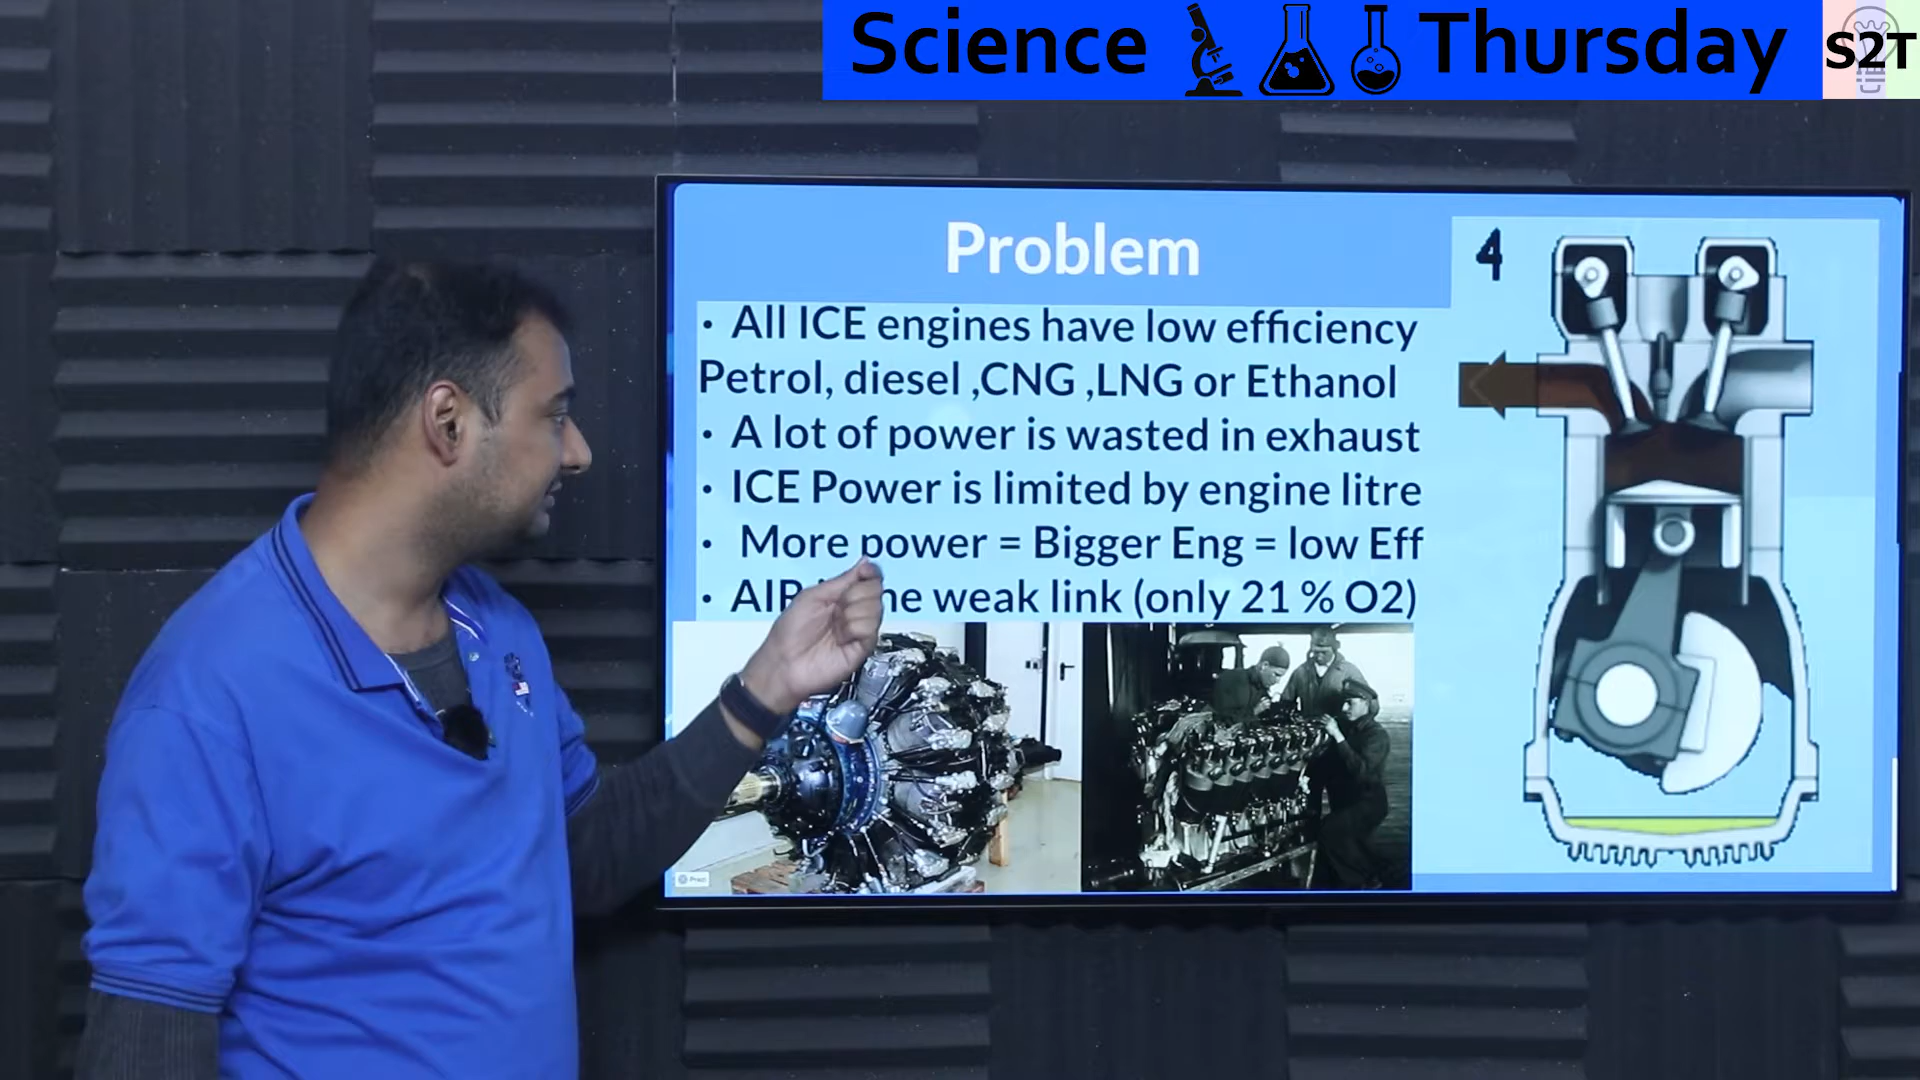 Science Thursday
S2T
Problem
4
• All ICE engines have low efficiency
Petrol, diesel ,CNG ,LNG or Ethanol
• A lot of power is wasted in exhaust
• ICE Power is limited by engine litre
• More power = Bigger Eng = low Eff
• AIR weak link (only 21 % O2)
Prezi